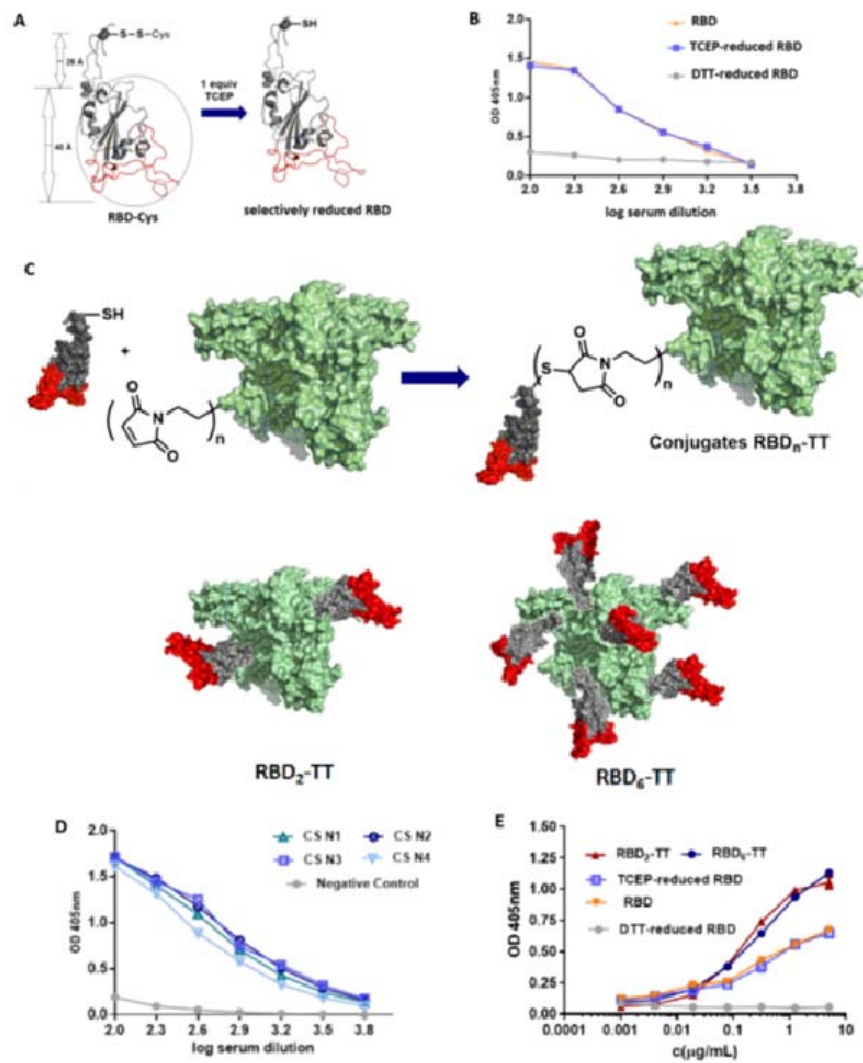 A
S-S-Cys
SH
25 Å
1 equiv
TCEP
40 Å
RBD-Cys
selectively reduced RBD
B
RBD
TCEP-reduced RBD
DTT-reduced RBD
OD 405nm
2.0
1.5
1.0
0.5
0.0
2.0 2.3 2.6 2.9 3.2 3.5 3.8
log serum dilution
C
SH
+
O
N
O
n
O
S
N
O
n
Conjugates RBDn-TT
RBD2-TT
RBD6-TT
D
CS N1
CS N2
CS N3
CS N4
Negative Control
OD 405nm
2.0
1.5
1.0
0.5
0.0
2.0 2.3 2.6 2.9 3.2 3.5 3.8
log serum dilution
E
RBD2-TT
RBD6-TT
TCEP-reduced RBD
RBD
DTT-reduced RBD
OD 405nm
1.25
1.00
0.75
0.50
0.25
0.00
0.0001 0.001 0.01 0.1 1 10
c(µg/mL)